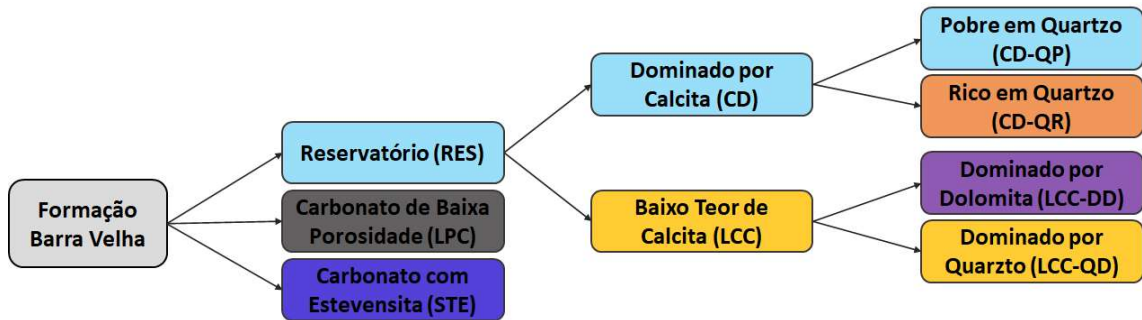 Formação
Barra Velha
Reservatório (RES)
Carbonato de Baixa
Porosidade (LPC)
Carbonato com
Estevensita (STE)
Dominado por
Calcita (CD)
Baixo Teor de
Calcita (LCC)
Pobre em Quartzo
(CD-QP)
Rico em Quartzo
(CD-QR)
Dominado por
Dolomita (LCC-DD)
Dominado por
Quarzto (LCC-QD)